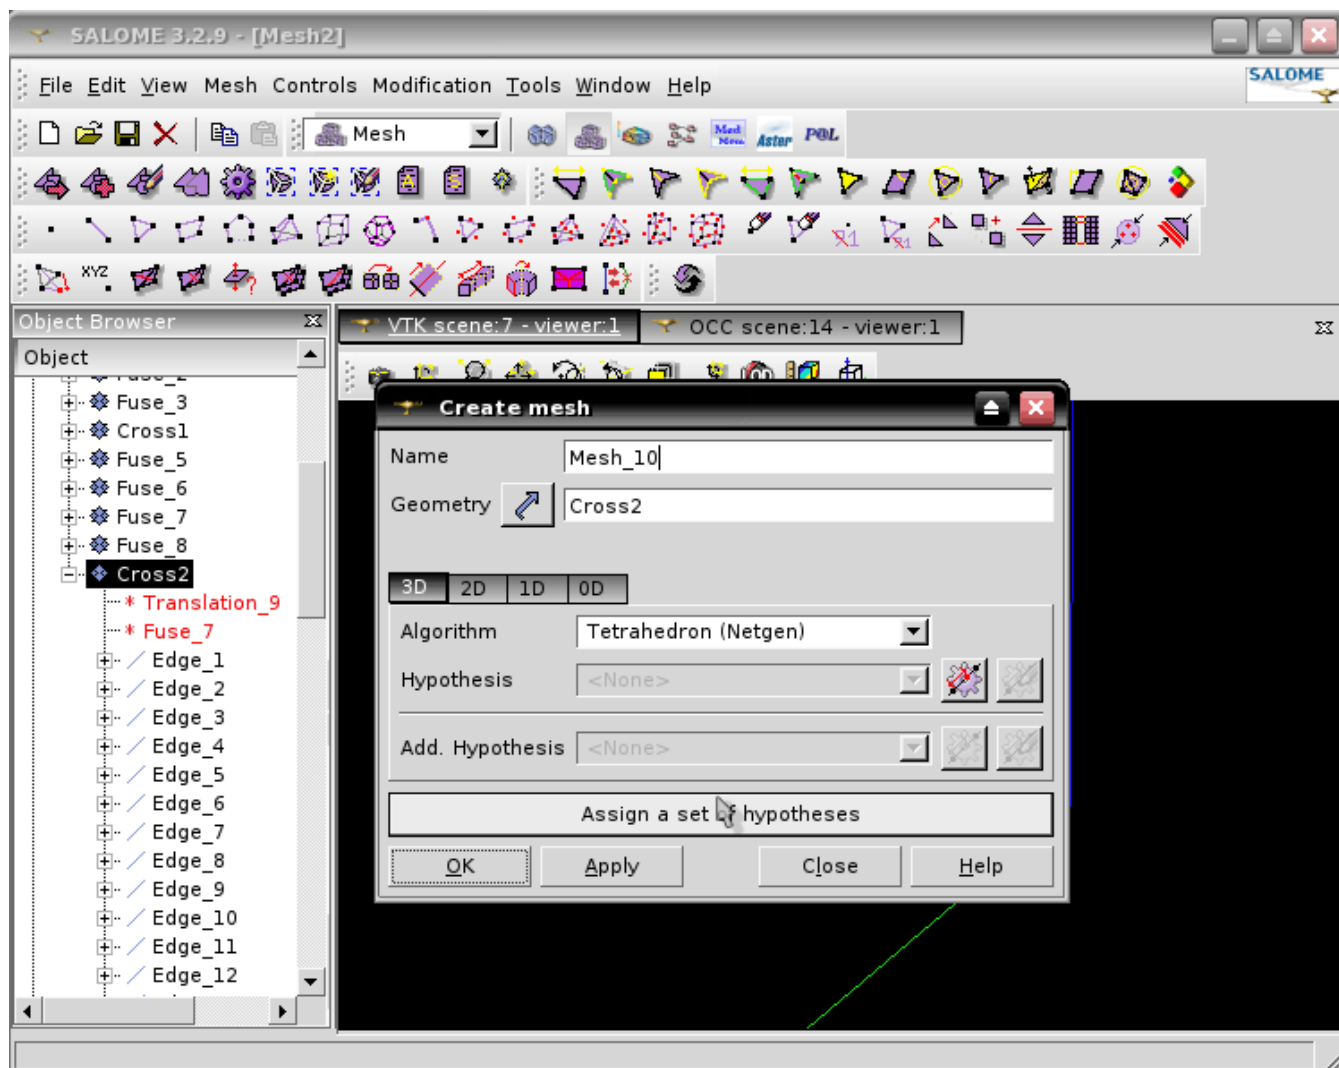 SALOME 3.2.9 - [Mesh2]
File Edit View Mesh Controls Modification Tools Window Help
SALOME
Mesh
Aster POL
XYZ
Object Browser
VTK scene:7 - viewer:1
OCC scene:14 - viewer:1
Object
Fuse_2
Fuse_3
Cross1
Fuse_5
Fuse_6
Fuse_7
Fuse_8
Cross2
* Translation_9
* Fuse_7
Edge_1
Edge_2
Edge_3
Edge_4
Edge_5
Edge_6
Edge_7
Edge_8
Edge_9
Edge_10
Edge_11
Edge_12
Create mesh
Name Mesh_10
Geometry Cross2
3D 2D 1D 0D
Algorithm Tetrahedron (Netgen)
Hypothesis <None>
Add. Hypothesis <None>
Assign a set of hypotheses
OK Apply Close Help